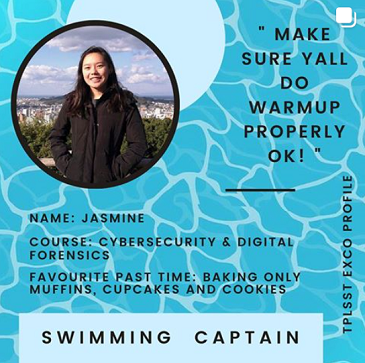 " MAKE
SURE YALL
DO
WARMUP
PROPERLY
OK! "
NAME: JASMINE
COURSE: CYBERSECURITY & DIGITAL
FORENSICS
FAVOURITE PAST TIME: BAKING ONLY
MUFFINS, CUPCAKES AND COOKIES
TPLSST EXCO PROFILE
SWIMMING CAPTAIN